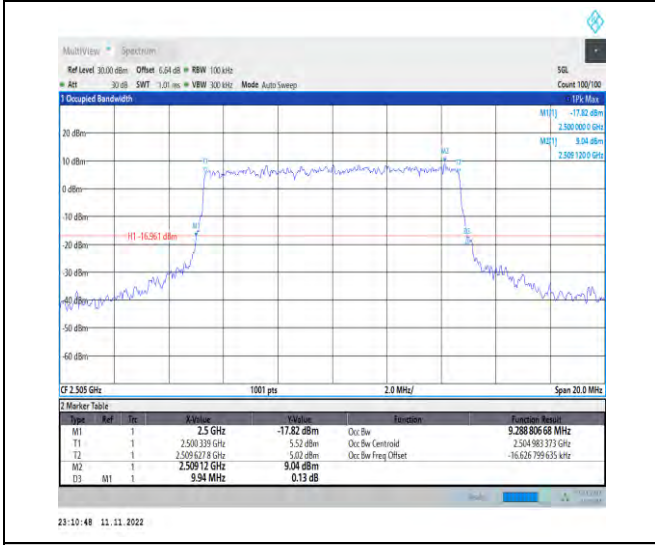 MultiView Spectrum
Ref Level 30.00 dBm Offset 6.64 dB RBW 100 kHz SGL
Att 30 dB SWT 1.01 ms VBW 300 kHz Mode Auto Sweep Count 100/100
1 Occupied Bandwidth 1Pk Max
M1[1] -17.82 dBm
2.500 000 0 GHz
M2[1] 9.04 dBm
2.509 120 0 GHz
20 dBm
M2
T1 T2
10 dBm
0 dBm
-10 dBm
M1
D3
H1 -16.961 dBm
-20 dBm
-30 dBm
-40 dBm
-50 dBm
-60 dBm
CF 2.505 GHz 1001 pts 2.0 MHz/ Span 20.0 MHz
2 Marker Table
Type Ref Trc X-Value Y-Value Function Function Result
M1 1 2.5 GHz -17.82 dBm Occ Bw 9.288 806 68 MHz
T1 1 2.500 339 GHz 5.52 dBm Occ Bw Centroid 2.504 983 373 GHz
T2 1 2.509 627 8 GHz 5.02 dBm Occ Bw Freq Offset -16.626 799 635 kHz
M2 1 2.509 12 GHz 9.04 dBm
D3 M1 1 9.94 MHz 0.13 dB
23:10:48 11.11.2022